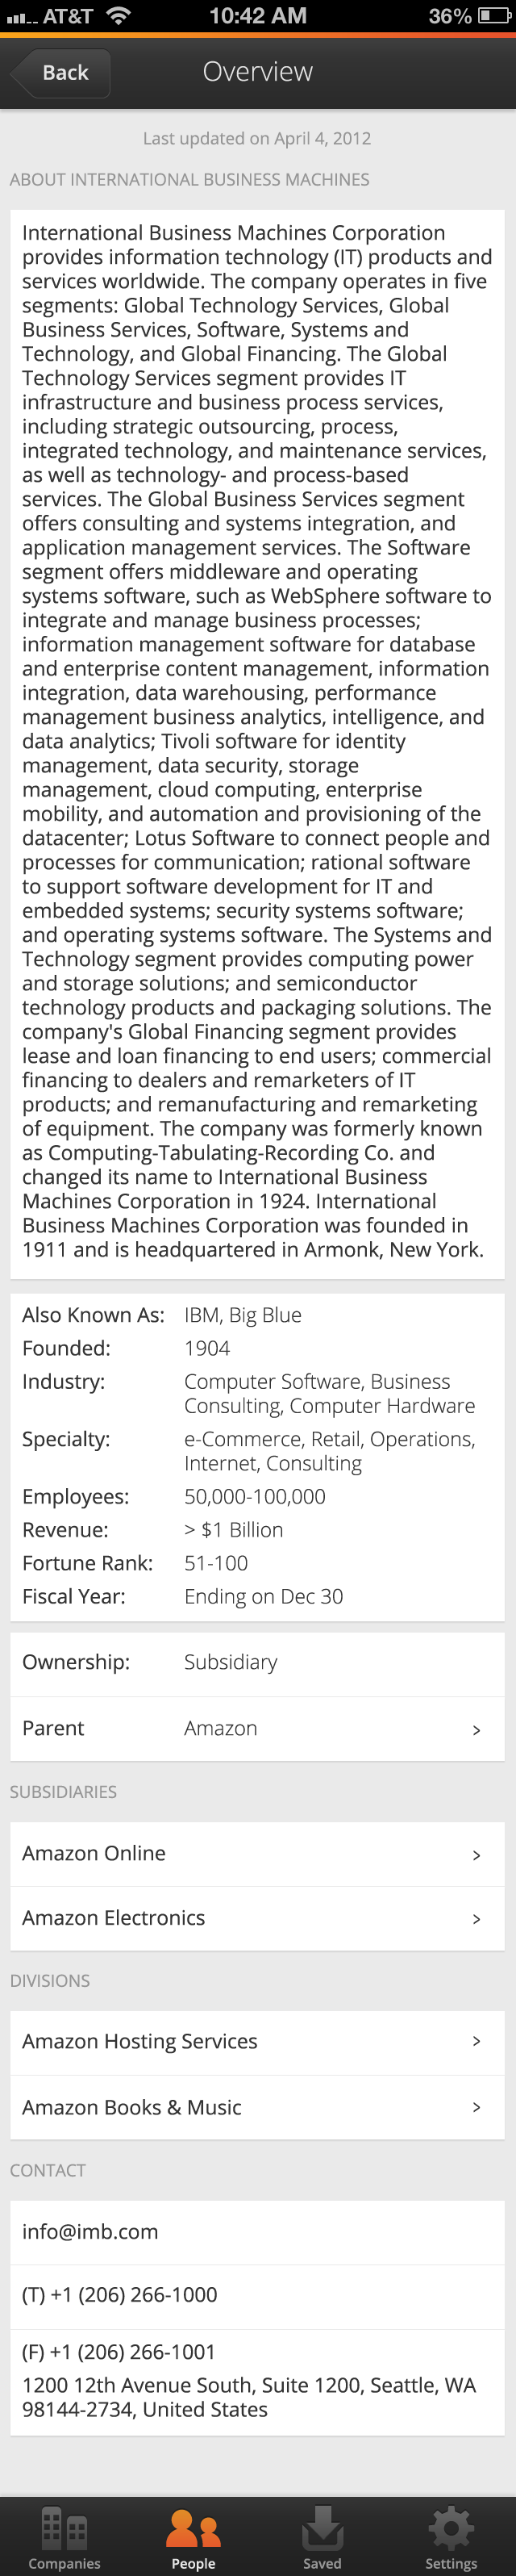 AT&T 10:42 AM 36%
Back Overview
Last updated on April 4, 2012
ABOUT INTERNATIONAL BUSINESS MACHINES
International Business Machines Corporation
provides information technology (IT) products and
services worldwide. The company operates in five
segments: Global Technology Services, Global
Business Services, Software, Systems and
Technology, and Global Financing. The Global
Technology Services segment provides IT
infrastructure and business process services,
including strategic outsourcing, process,
integrated technology, and maintenance services,
as well as technology- and process-based
services. The Global Business Services segment
offers consulting and systems integration, and
application management services. The Software
segment offers middleware and operating
systems software, such as WebSphere software to
integrate and manage business processes;
information management software for database
and enterprise content management, information
integration, data warehousing, performance
management business analytics, intelligence, and
data analytics; Tivoli software for identity
management, data security, storage
management, cloud computing, enterprise
mobility, and automation and provisioning of the
datacenter; Lotus Software to connect people and
processes for communication; rational software
to support software development for IT and
embedded systems; security systems software;
and operating systems software. The Systems and
Technology segment provides computing power
and storage solutions; and semiconductor
technology products and packaging solutions. The
company's Global Financing segment provides
lease and loan financing to end users; commercial
financing to dealers and remarketers of IT
products; and remanufacturing and remarketing
of equipment. The company was formerly known
as Computing-Tabulating-Recording Co. and
changed its name to International Business
Machines Corporation in 1924. International
Business Machines Corporation was founded in
1911 and is headquartered in Armonk, New York.
Also Known As: IBM, Big Blue
Founded: 1904
Industry: Computer Software, Business
Consulting, Computer Hardware
Specialty: e-Commerce, Retail, Operations,
Internet, Consulting
Employees: 50,000-100,000
Revenue: > $1 Billion
Fortune Rank: 51-100
Fiscal Year: Ending on Dec 30
Ownership: Subsidiary
Parent Amazon
SUBSIDIARIES
Amazon Online
Amazon Electronics
DIVISIONS
Amazon Hosting Services
Amazon Books & Music
CONTACT
info@imb.com
(T) +1 (206) 266-1000
(F) +1 (206) 266-1001
1200 12th Avenue South, Suite 1200, Seattle, WA
98144-2734, United States
Companies People Saved Settings